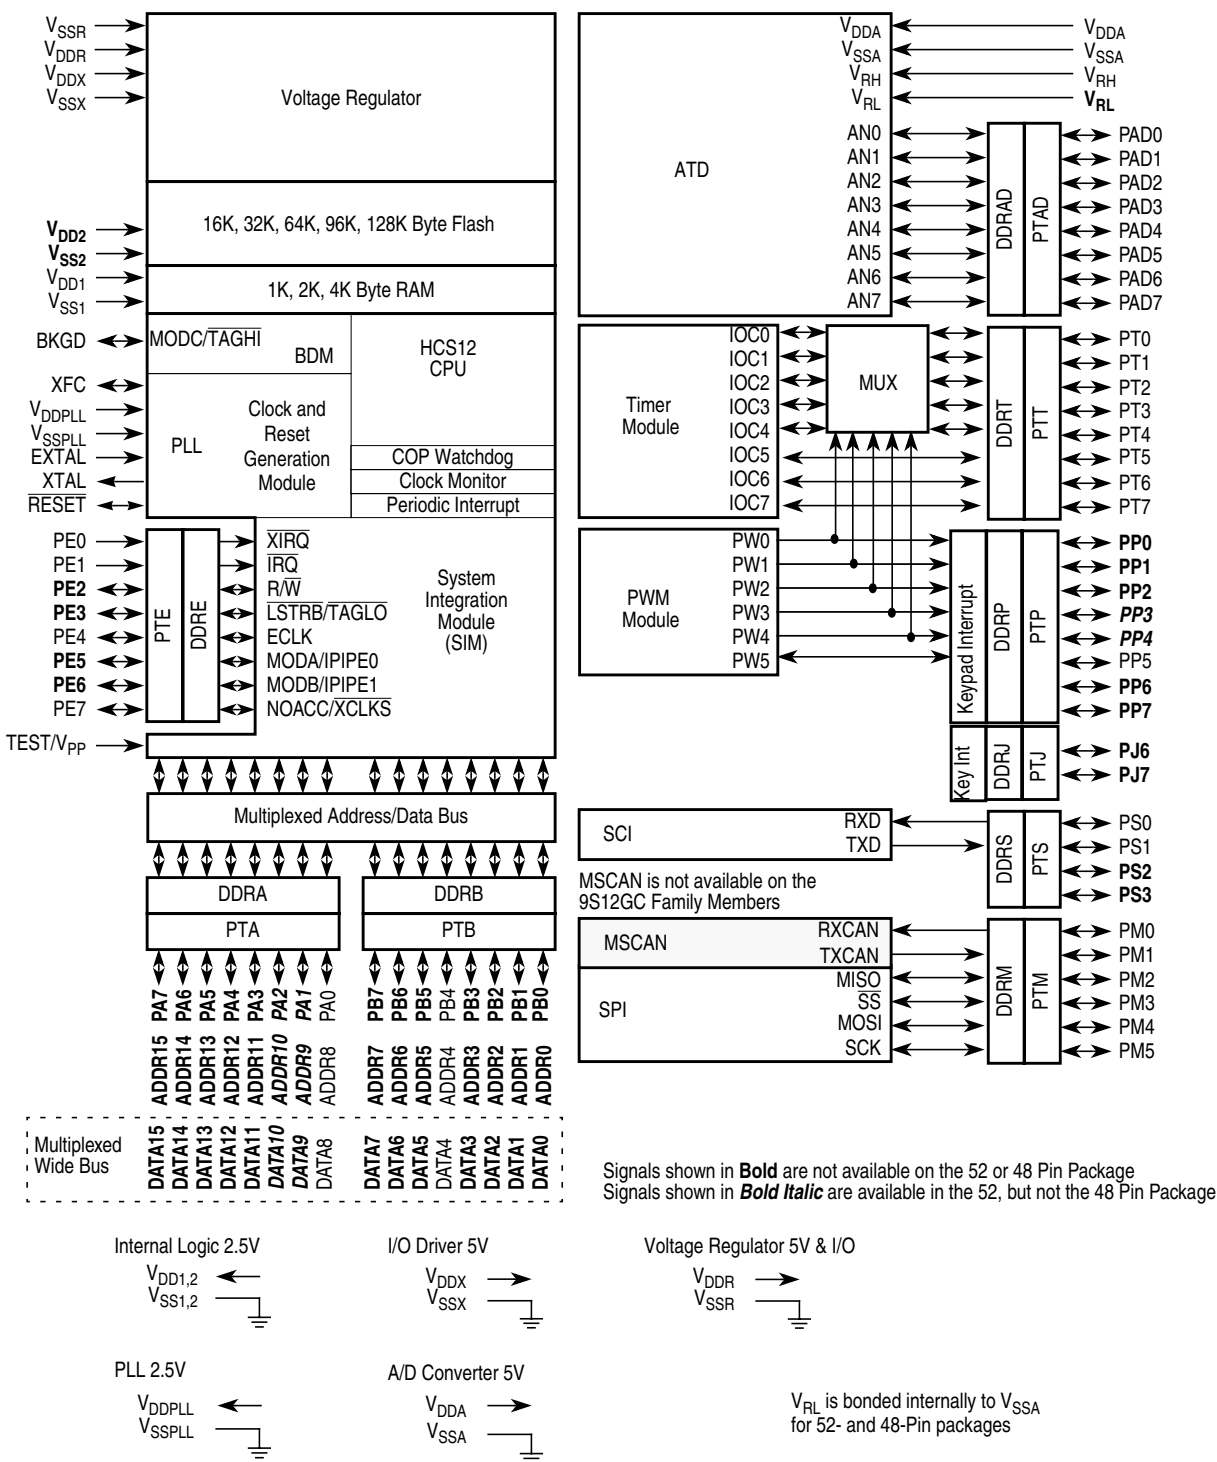 VSSR
VDDR
VDDX
VSSX
Voltage Regulator
VDD2
VSS2
VDD1
VSS1
16K, 32K, 64K, 96K, 128K Byte Flash
1K, 2K, 4K Byte RAM
BKGD
MODC/TAGHI
BDM
HCS12
CPU
XFC
VDDPLL
VSSPLL
EXTAL
XTAL
RESET
PLL
Clock and
Reset
Generation
Module
COP Watchdog
Clock Monitor
Periodic Interrupt
PE0
PE1
PE2
PE3
PE4
PE5
PE6
PE7
PTE
DDRE
XIRQ
IRQ
R/W
LSTRB/TAGLO
ECLK
MODA/IPIPE0
MODB/IPIPE1
NOACC/XCLKS
System
Integration
Module
(SIM)
TEST/VPP
Multiplexed Address/Data Bus
DDRA
DDRB
PTA
PTB
PA7
PA6
PA5
PA4
PA3
PA2
PA1
PA0
PB7
PB6
PB5
PB4
PB3
PB2
PB1
PB0
ADDR15
ADDR14
ADDR13
ADDR12
ADDR11
ADDR10
ADDR9
ADDR8
ADDR7
ADDR6
ADDR5
ADDR4
ADDR3
ADDR2
ADDR1
ADDR0
Multiplexed
Wide Bus
DATA15
DATA14
DATA13
DATA12
DATA11
DATA10
DATA9
DATA8
DATA7
DATA6
DATA5
DATA4
DATA3
DATA2
DATA1
DATA0
ATD
VDDA
VSSA
VRH
VRL
VDDA
VSSA
VRH
VRL
AN0
AN1
AN2
AN3
AN4
AN5
AN6
AN7
DDRAD
PTAD
PAD0
PAD1
PAD2
PAD3
PAD4
PAD5
PAD6
PAD7
Timer
Module
IOC0
IOC1
IOC2
IOC3
IOC4
IOC5
IOC6
IOC7
MUX
DDRT
PTT
PT0
PT1
PT2
PT3
PT4
PT5
PT6
PT7
PWM
Module
PW0
PW1
PW2
PW3
PW4
PW5
Keypad Interrupt
DDRP
PTP
PP0
PP1
PP2
PP3
PP4
PP5
PP6
PP7
Key Int
DDRJ
PTJ
PJ6
PJ7
SCI
RXD
TXD
DDRS
PTS
PS0
PS1
PS2
PS3
MSCAN is not available on the
9S12GC Family Members
MSCAN
RXCAN
TXCAN
SPI
MISO
SS
MOSI
SCK
DDRM
PTM
PM0
PM1
PM2
PM3
PM4
PM5
Signals shown in Bold are not available on the 52 or 48 Pin Package
Signals shown in Bold Italic are available in the 52, but not the 48 Pin Package
Internal Logic 2.5V
VDD1,2
VSS1,2
I/O Driver 5V
VDDX
VSSX
Voltage Regulator 5V & I/O
VDDR
VSSR
PLL 2.5V
VDDPLL
VSSPLL
A/D Converter 5V
VDDA
VSSA
VRL is bonded internally to VSSA
for 52- and 48-Pin packages